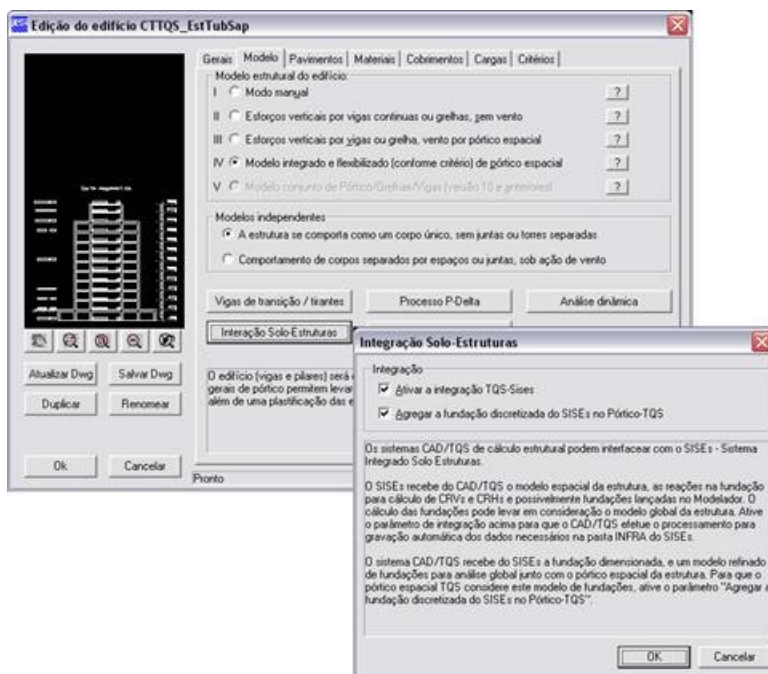 Edição do edifício CTTQS_EstTubSap
Gerais Modelo Pavimentos Materiais Cobrimentos Cargas Critérios
Modelo estrutural do edifício:
I Modo manual ?
II Esforços verticais por vigas contínuas ou grelhas, sem vento ?
III Esforços verticais por vigas ou grelha, vento por pórtico espacial ?
IV Modelo integrado e flexibilizado (conforme critério) de pórtico espacial ?
V Modelo conjunto de Pórtico/Grelhas/Vigas (versão 10 e anteriores) ?
Modelos independentes
A estrutura se comporta como um corpo único, sem juntas ou torres separadas
Comportamento de corpos separados por espaços ou juntas, sob ação de vento
Vigas de transição / tirantes Processo P-Delta Análise dinâmica
Interação Solo-Estruturas
Atualizar Dwg Salvar Dwg
Duplicar Renomear
Ok Cancelar
O edifício (vigas e pilares) será
gerais de pórtico permitem levar
além de uma plastificação das e
Pronto
Integração Solo-Estruturas
Integração
Ativar a integração TQS-Sises
Agregar a fundação discretizada do SISEs no Pórtico-TQS
Os sistemas CAD/TQS de cálculo estrutural podem interfacear com o SISEs - Sistema
Integrado Solo Estruturas.
O SISEs recebe do CAD/TQS o modelo espacial da estrutura, as reações na fundação
para cálculo de CRVs e CRHs e possivelmente fundações lançadas no Modelador. O
cálculo das fundações pode levar em consideração o modelo global da estrutura. Ative
o parâmetro de integração acima para que o CAD/TQS efetue o processamento para
gravação automática dos dados necessários na pasta INFRA do SISEs.
O sistema CAD/TQS recebe do SISEs a fundação dimensionada, e um modelo refinado
de fundações para análise global junto com o pórtico espacial da estrutura. Para que o
pórtico espacial TQS considere este modelo de fundações, ative o parâmetro "Agregar a
fundação discretizada do SISEs no Pórtico-TQS".
OK Cancelar